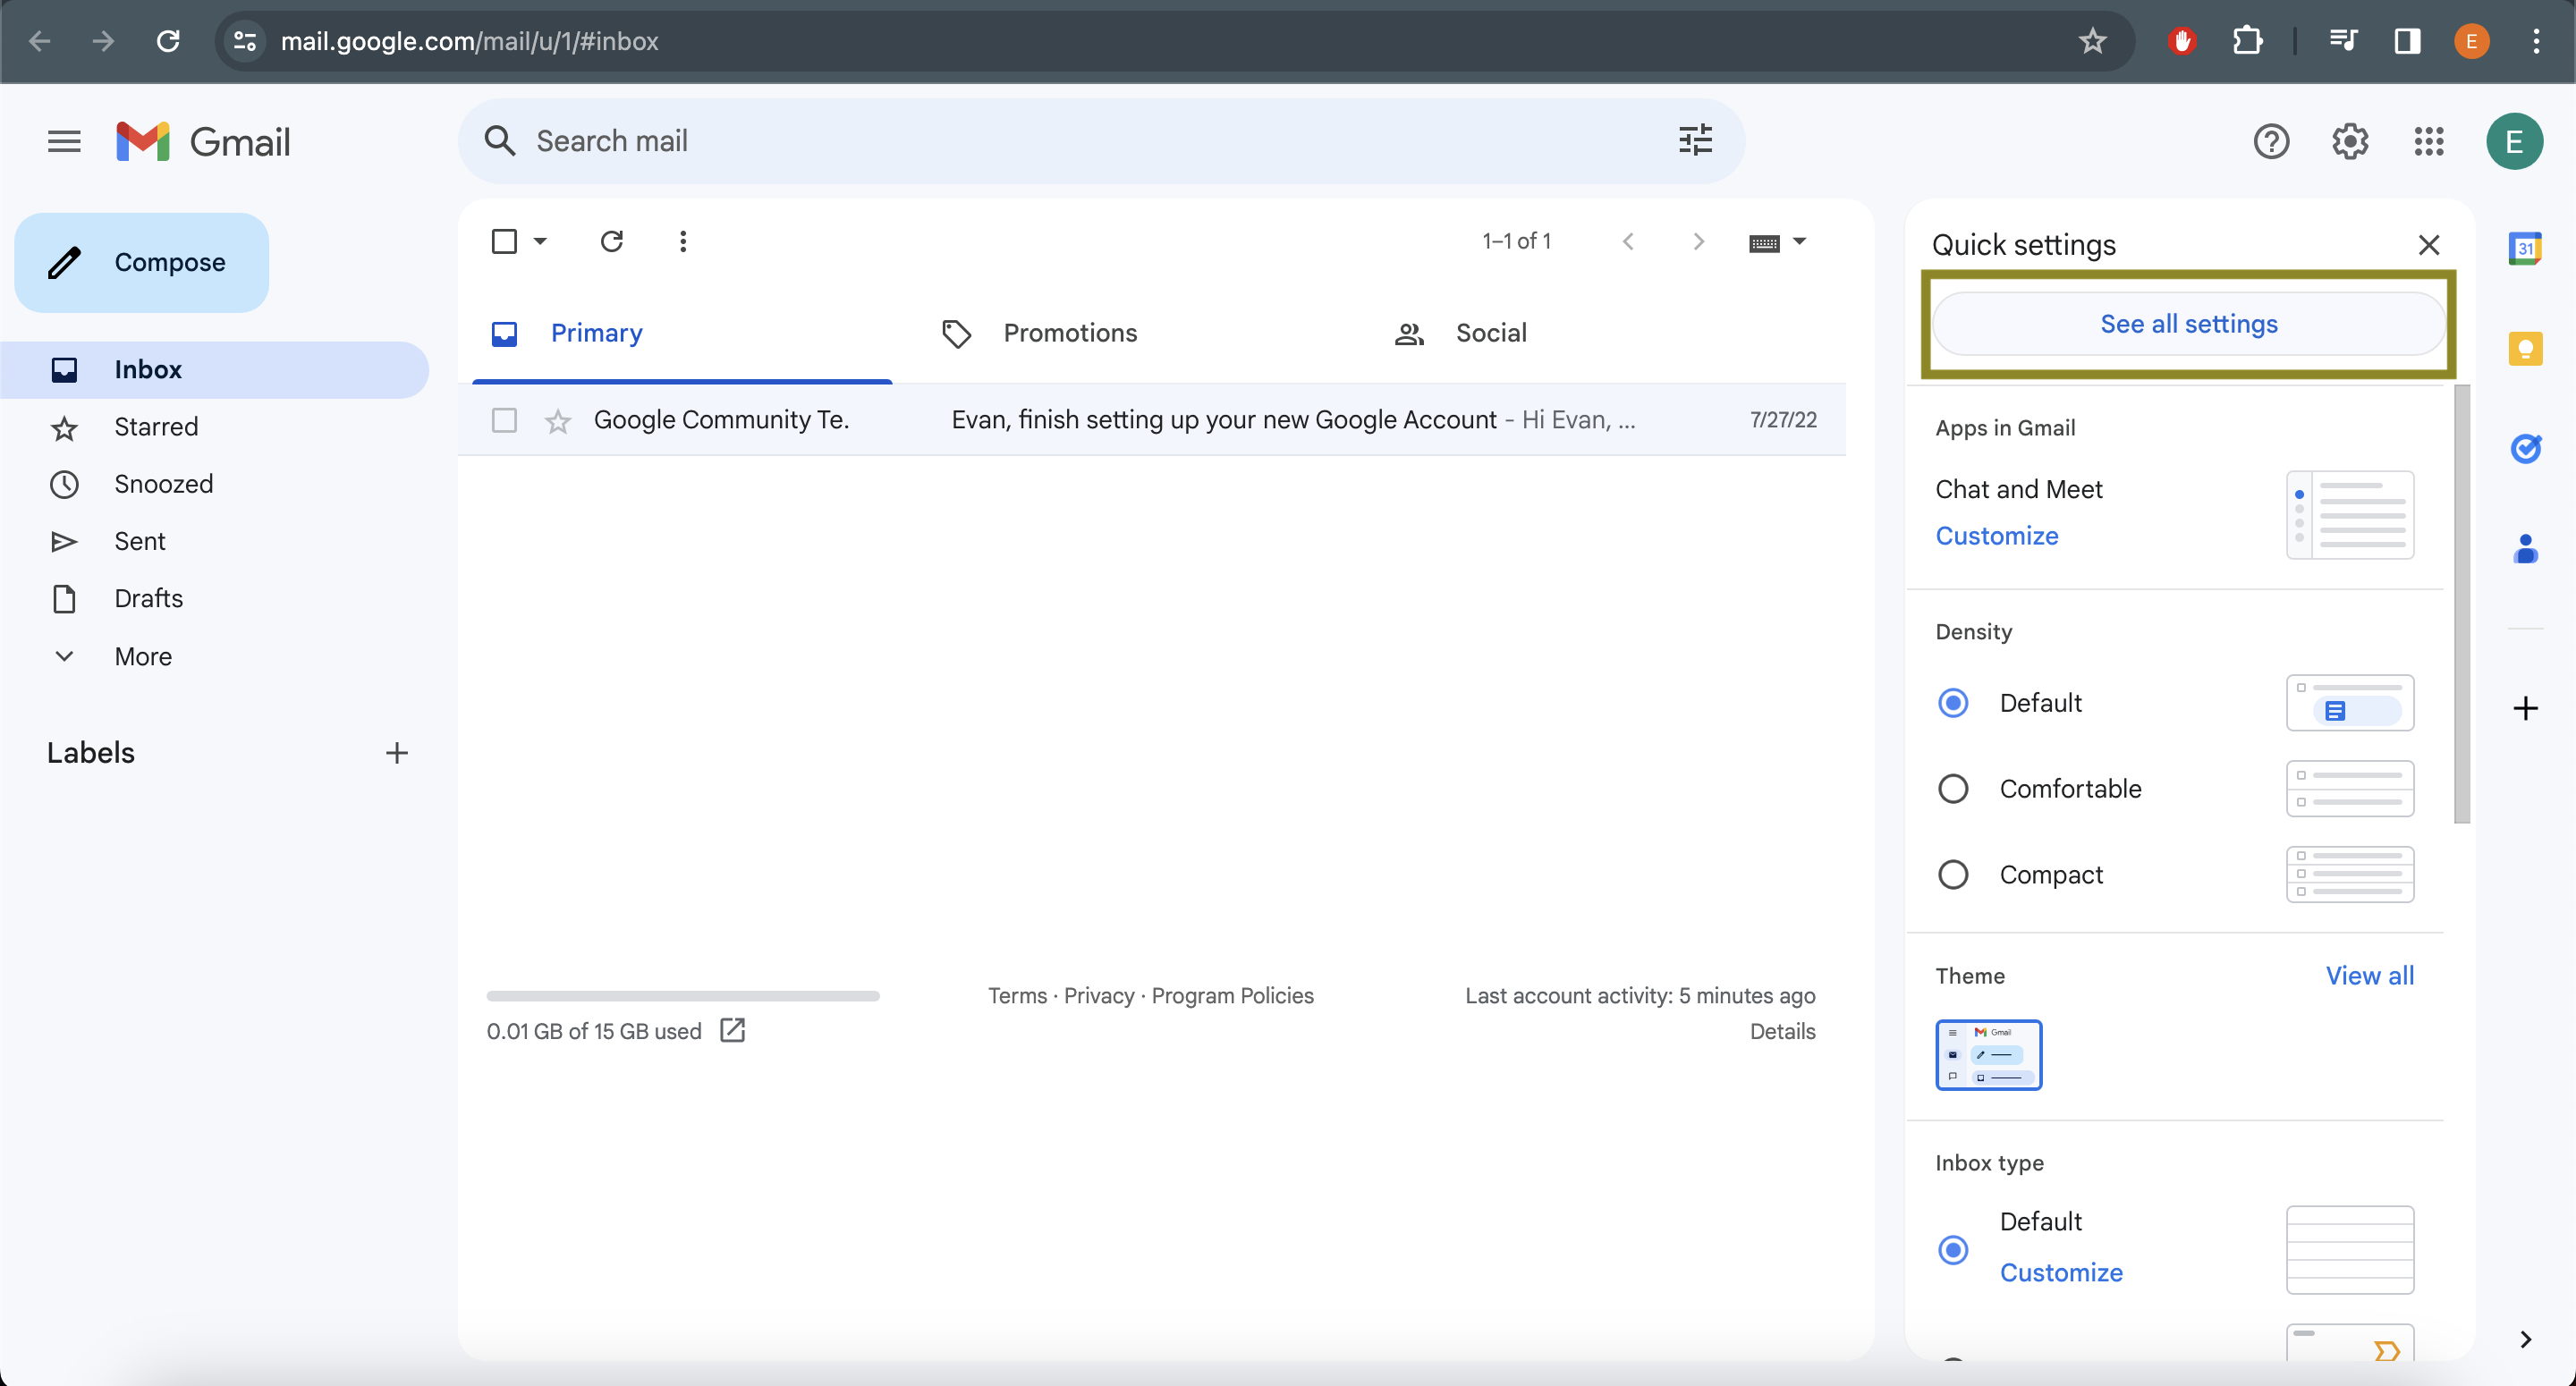 mail.google.com/mail/u/1/#inbox
E
Gmail
Search mail
E
Compose
Inbox
Starred
Snoozed
Sent
Drafts
More
Labels
1–1 of 1
Primary
Promotions
Social
Google Community Te.
Evan, finish setting up your new Google Account - Hi Evan, ...
7/27/22
0.01 GB of 15 GB used
Terms · Privacy · Program Policies
Last account activity: 5 minutes ago
Details
Quick settings
See all settings
Apps in Gmail
Chat and Meet
Customize
Density
Default
Comfortable
Compact
Theme
View all
Gmail
Inbox type
Default
Customize
31